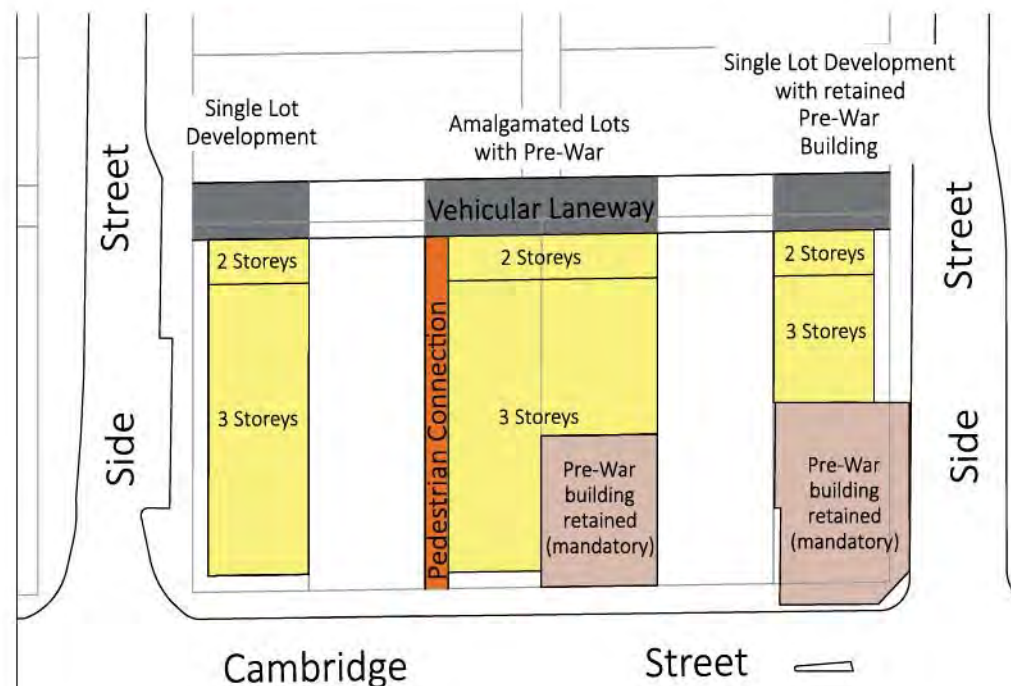 Single Lot
Development
Amalgamated Lots
with Pre-War
Single Lot Development
with retained
Pre-War
Building
Side Street
Vehicular Laneway
2 Storeys
3 Storeys
Pedestrian Connection
2 Storeys
3 Storeys
Pre-War
building
retained
(mandatory)
2 Storeys
3 Storeys
Pre-War
building
retained
(mandatory)
Side Street
Cambridge Street